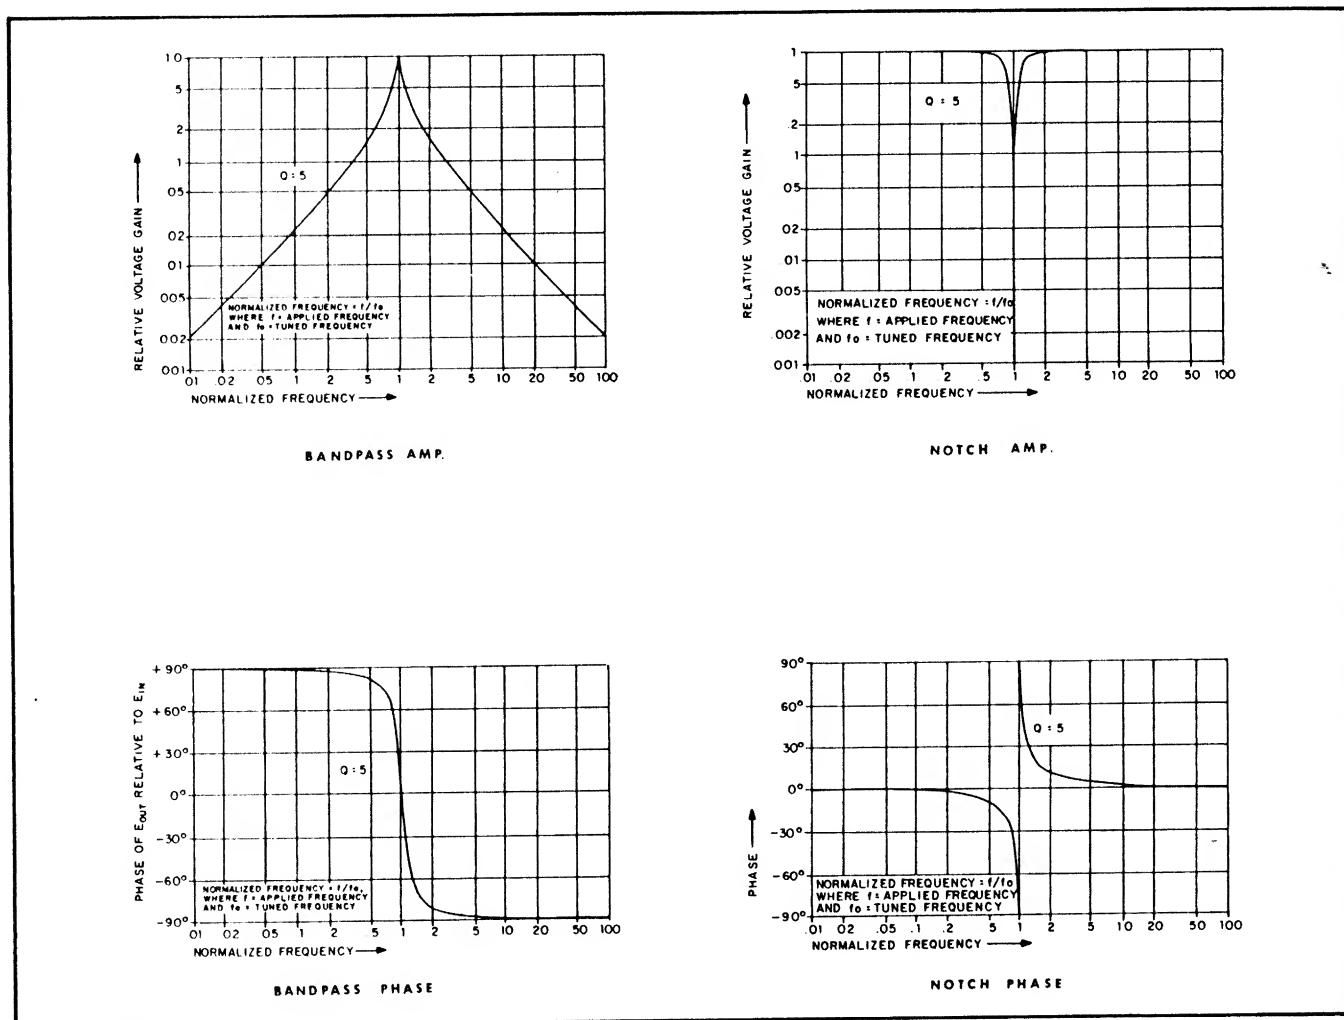 10
5
2
1
05
02
01
005
002
001
RELATIVE VOLTAGE GAIN
Q = 5
NORMALIZED FREQUENCY = f/fo
WHERE f = APPLIED FREQUENCY
AND fo = TUNED FREQUENCY
01 .02 05 1 2 .5 1 2 5 10 20 50 100
NORMALIZED FREQUENCY
BANDPASS AMP.
1
5
.2
1
05
.02
.01
005
.002
001
RELATIVE VOLTAGE GAIN
Q = 5
NORMALIZED FREQUENCY = f/fo
WHERE f = APPLIED FREQUENCY
AND fo = TUNED FREQUENCY
.01 .02 .05 .1 .2 .5 1 2 5 10 20 50 100
NORMALIZED FREQUENCY
NOTCH AMP.
+ 90°
+60°
+30°
0°
-30°
-60°
-90°
PHASE OF EOUT RELATIVE TO EIN
Q = 5
NORMALIZED FREQUENCY = f/fo,
WHERE f = APPLIED FREQUENCY
AND fo = TUNED FREQUENCY
01 02 05 .1 2 .5 1 2 5 10 20 50 100
NORMALIZED FREQUENCY
BANDPASS PHASE
90°
60°
30°
0°
-30°
-60°
-90°
PHASE
Q = 5
NORMALIZED FREQUENCY = f/fo
WHERE f = APPLIED FREQUENCY
AND fo = TUNED FREQUENCY
.01 02 .05 .1 .2 .5 1 2 5 10 20 50 100
NORMALIZED FREQUENCY
NOTCH PHASE